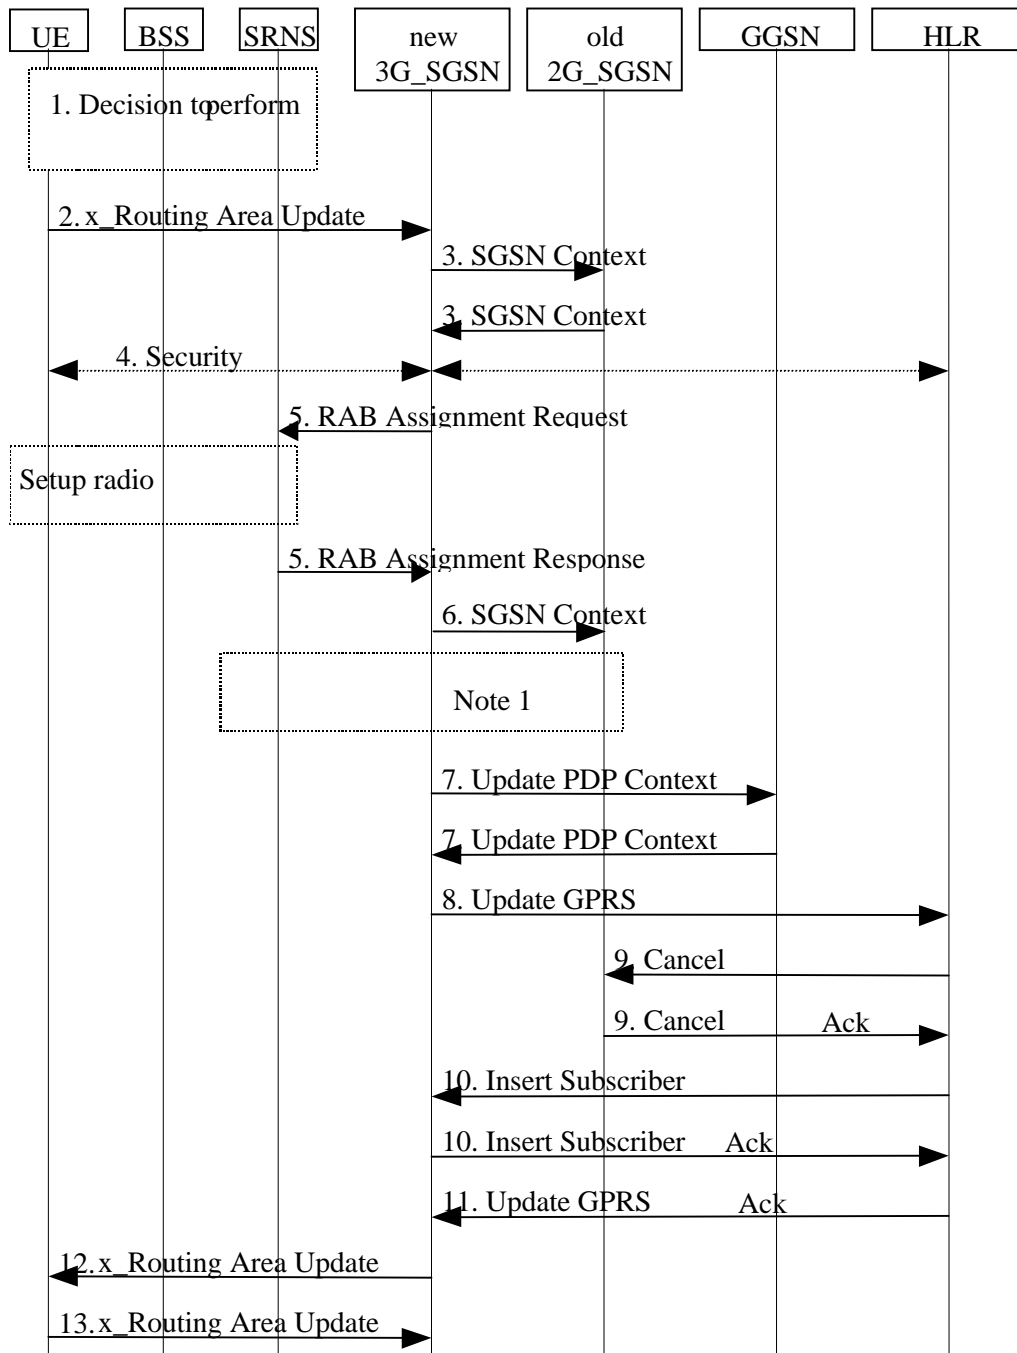 UE BSS SRNS new old GGSN HLR
3G_SGSN 2G_SGSN
1. Decision to perform
2. x_Routing Area Update
3. SGSN Context
3. SGSN Context
4. Security
5. RAB Assignment Request
Setup radio
5. RAB Assignment Response
6. SGSN Context
Note 1
7. Update PDP Context
7. Update PDP Context
8. Update GPRS
9. Cancel
9. Cancel Ack
10. Insert Subscriber
10. Insert Subscriber Ack
11. Update GPRS Ack
12. x_Routing Area Update
13. x_Routing Area Update